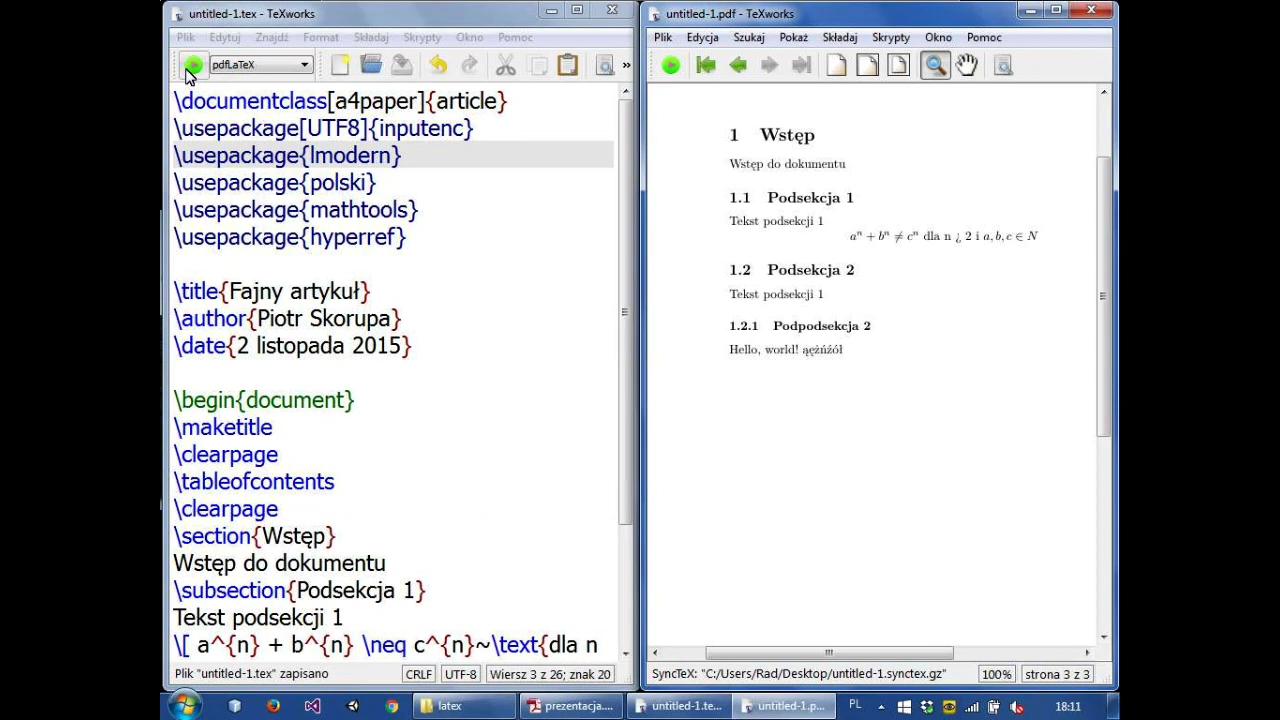 untitled-1.tex - TeXworks
Plik Edytuj Znajdź Format Składaj Skrypty Okno Pomoc
pdfLaTeX
»
\documentclass[a4paper]{article}
\usepackage[UTF8]{inputenc}
\usepackage{lmodern}
\usepackage{polski}
\usepackage{mathtools}
\usepackage{hyperref}
\title{Fajny artykuł}
\author{Piotr Skorupa}
\date{2 listopada 2015}
\begin{document}
\maketitle
\clearpage
\tableofcontents
\clearpage
\section{Wstęp}
Wstęp do dokumentu
\subsection{Podsekcja 1}
Tekst podsekcji 1
\[ a^{n} + b^{n} \neq c^{n}~\text{dla n
Plik "untitled-1.tex" zapisano CRLF UTF-8 Wiersz 3 z 26; znak 20
untitled-1.pdf - TeXworks
Plik Edycja Szukaj Pokaż Składaj Skrypty Okno Pomoc
1 Wstęp
Wstęp do dokumentu
1.1 Podsekcja 1
Tekst podsekcji 1
aⁿ + bⁿ ≠ cⁿ dla n ¿ 2 i a, b, c ∈ N
1.2 Podsekcja 2
Tekst podsekcji 1
1.2.1 Podpodsekcja 2
Hello, world! ąężńźół
SyncTeX: "C:/Users/Rad/Desktop/untitled-1.synctex.gz" 100% strona 3 z 3
latex prezentacja.... untitled-1.te... untitled-1.p... PL 18:11